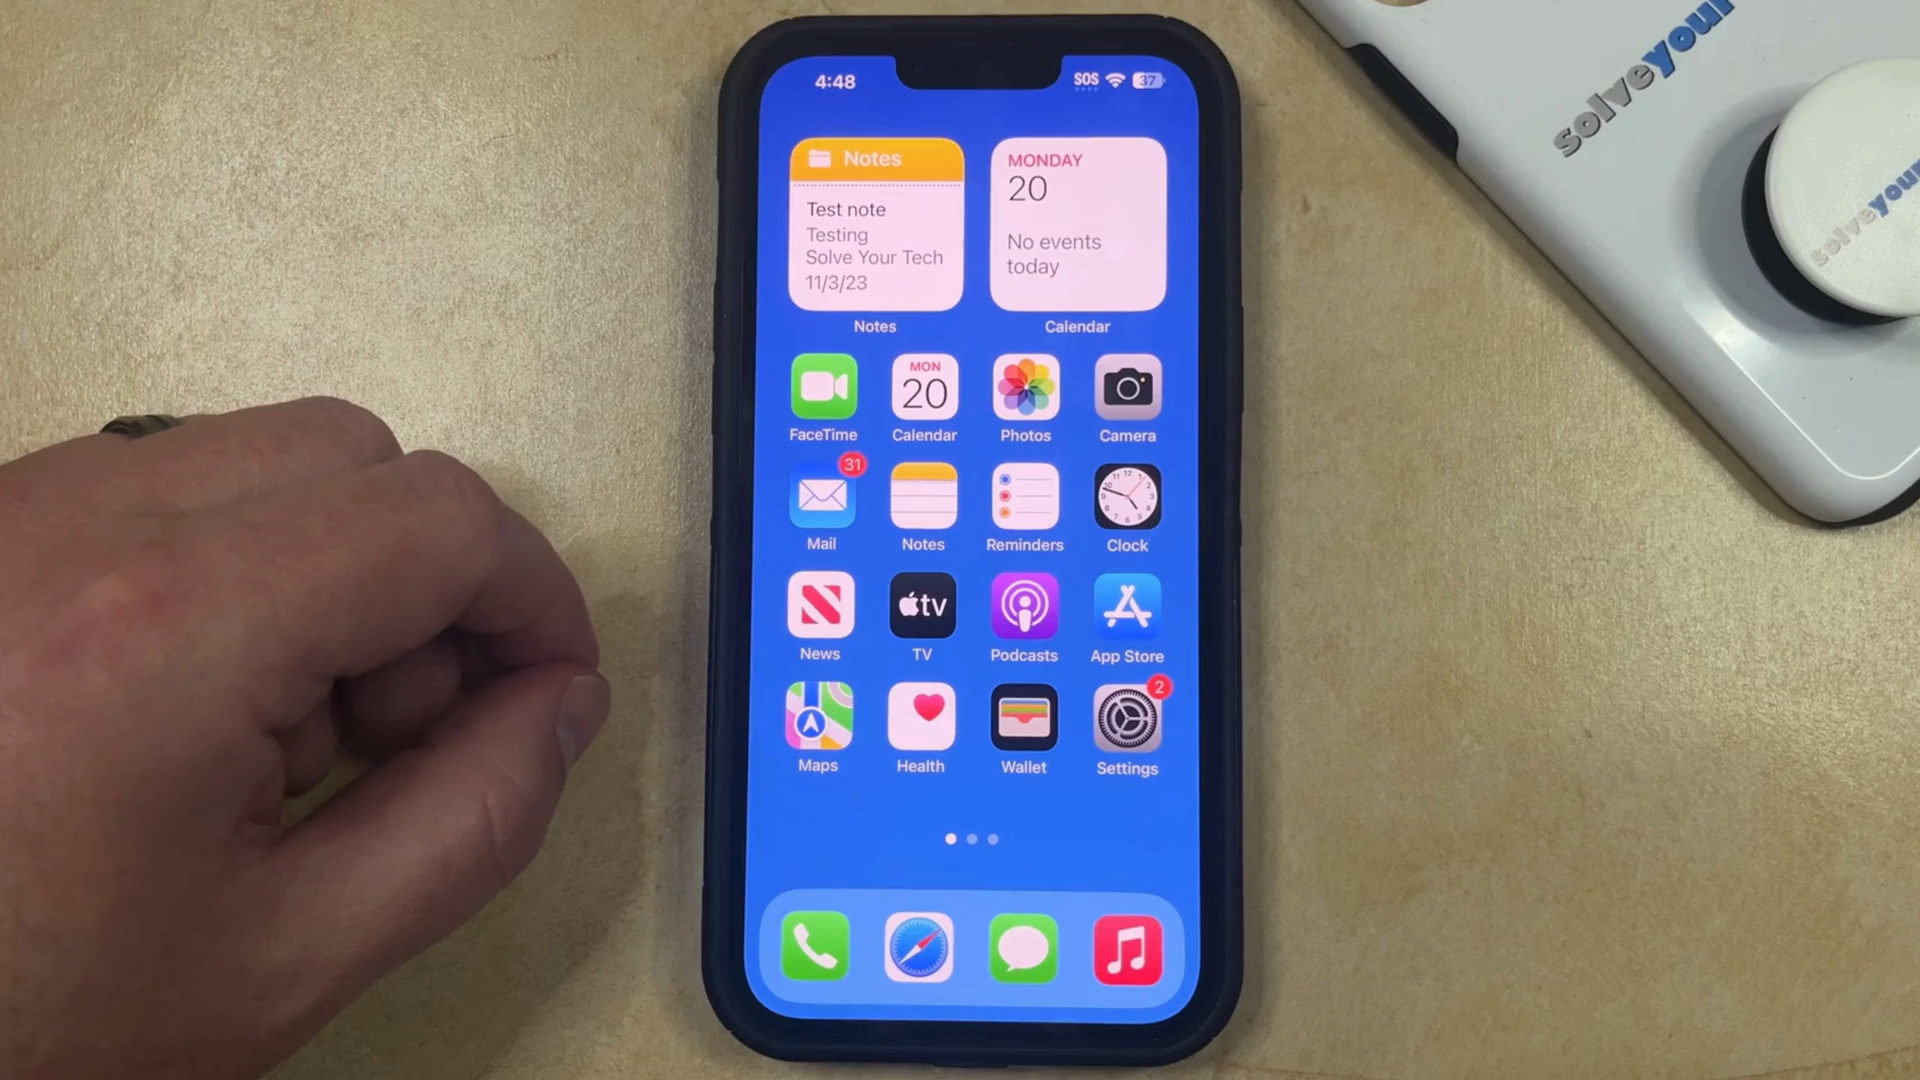 4:48 SOS 37
Notes
Test note
Testing
Solve Your Tech
11/3/23
Notes
MONDAY
20
No events
today
Calendar
FaceTime
MON
20
Calendar
Photos
Camera
31
Mail
Notes
Reminders
Clock
News
tv
TV
Podcasts
App Store
Maps
Health
Wallet
2
Settings
solveyour
solveyour